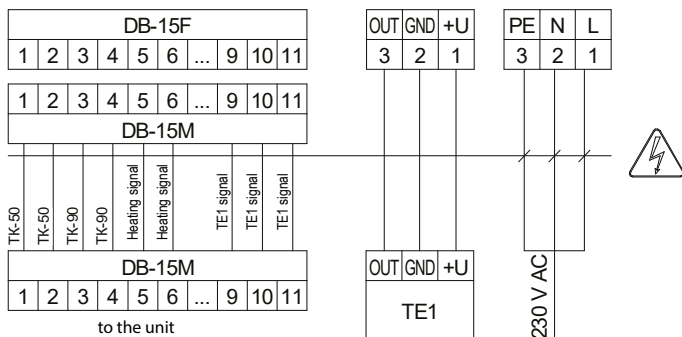 DB-15F
1 2 3 4 5 6 ... 9 10 11
1 2 3 4 5 6 ... 9 10 11
DB-15M
TK-50
TK-50
TK-90
TK-90
Heating signal
Heating signal
TE1 signal
TE1 signal
TE1 signal
DB-15M
1 2 3 4 5 6 ... 9 10 11
to the unit
OUT GND +U
3 2 1
OUT GND +U
TE1
PE N L
3 2 1
230 V AC